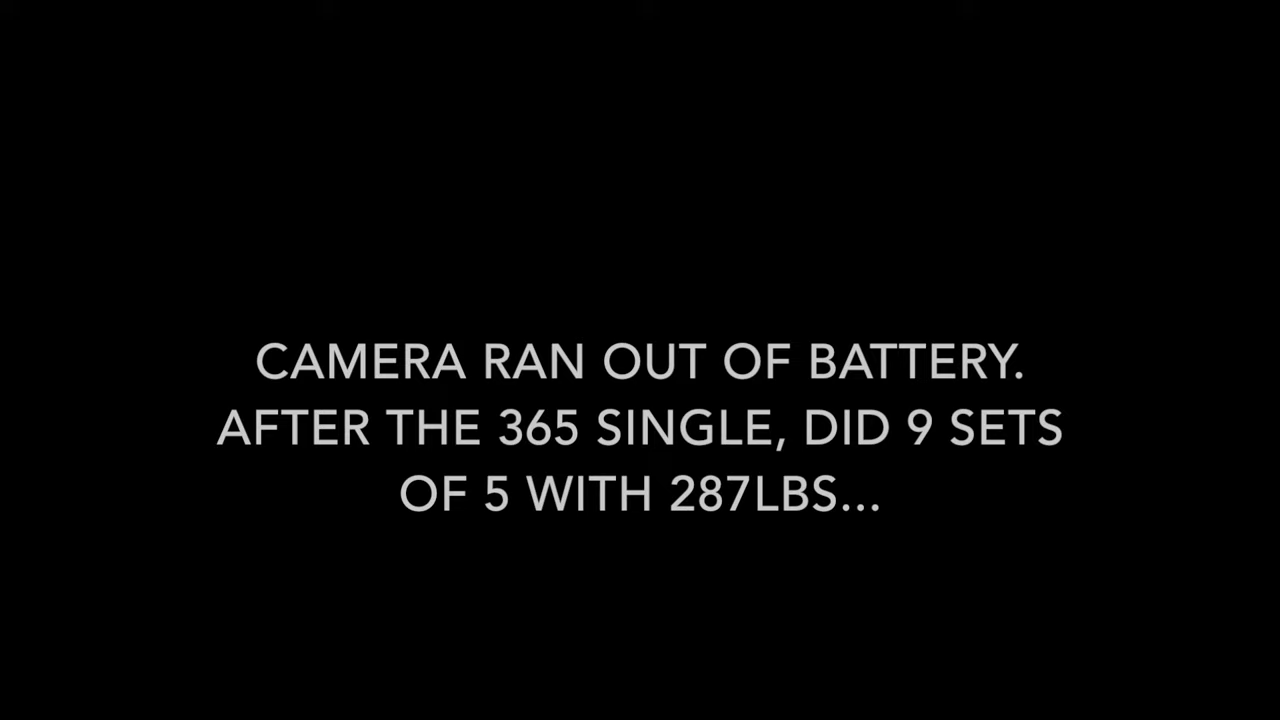 CAMERA RAN OUT OF BATTERY.
AFTER THE 365 SINGLE, DID 9 SETS
OF 5 WITH 287LBS...